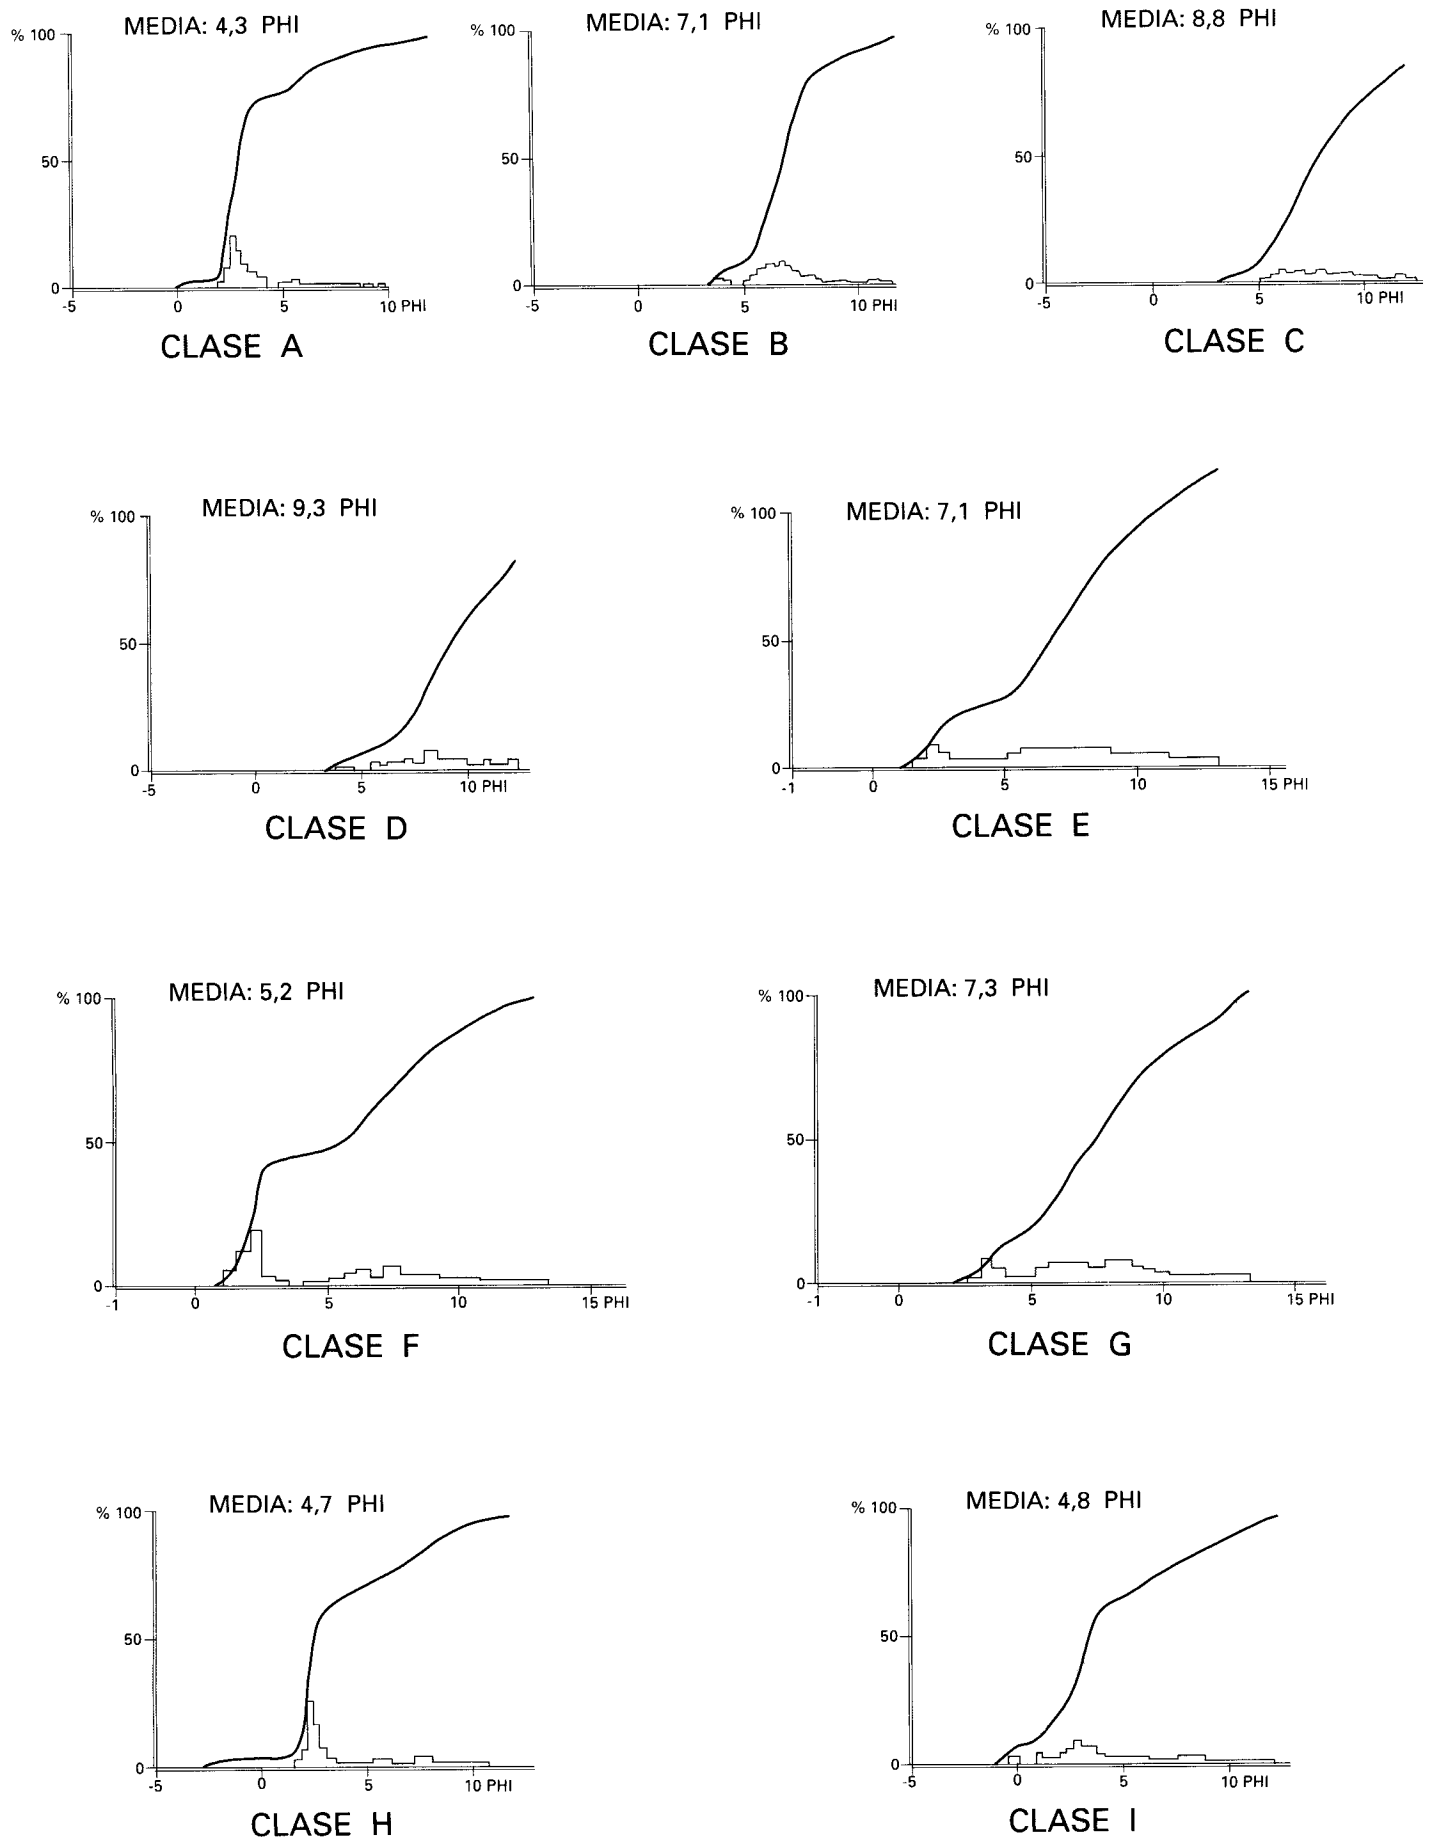 MEDIA: 4,3 PHI
% 100
50
0
-5 0 5 10 PHI
CLASE A
MEDIA: 7,1 PHI
% 100
50
0
-5 0 5 10 PHI
CLASE B
MEDIA: 8,8 PHI
% 100
50
0
-5 0 5 10 PHI
CLASE C
MEDIA: 9,3 PHI
% 100
50
0
-5 0 5 10 PHI
CLASE D
MEDIA: 7,1 PHI
% 100
50
0
-1 0 5 10 15 PHI
CLASE E
MEDIA: 5,2 PHI
% 100
50
0
-1 0 5 10 15 PHI
CLASE F
MEDIA: 7,3 PHI
% 100
50
0
-1 0 5 10 15 PHI
CLASE G
MEDIA: 4,7 PHI
% 100
50
0
-5 0 5 10 PHI
CLASE H
MEDIA: 4,8 PHI
% 100
50
0
-5 0 5 10 PHI
CLASE I